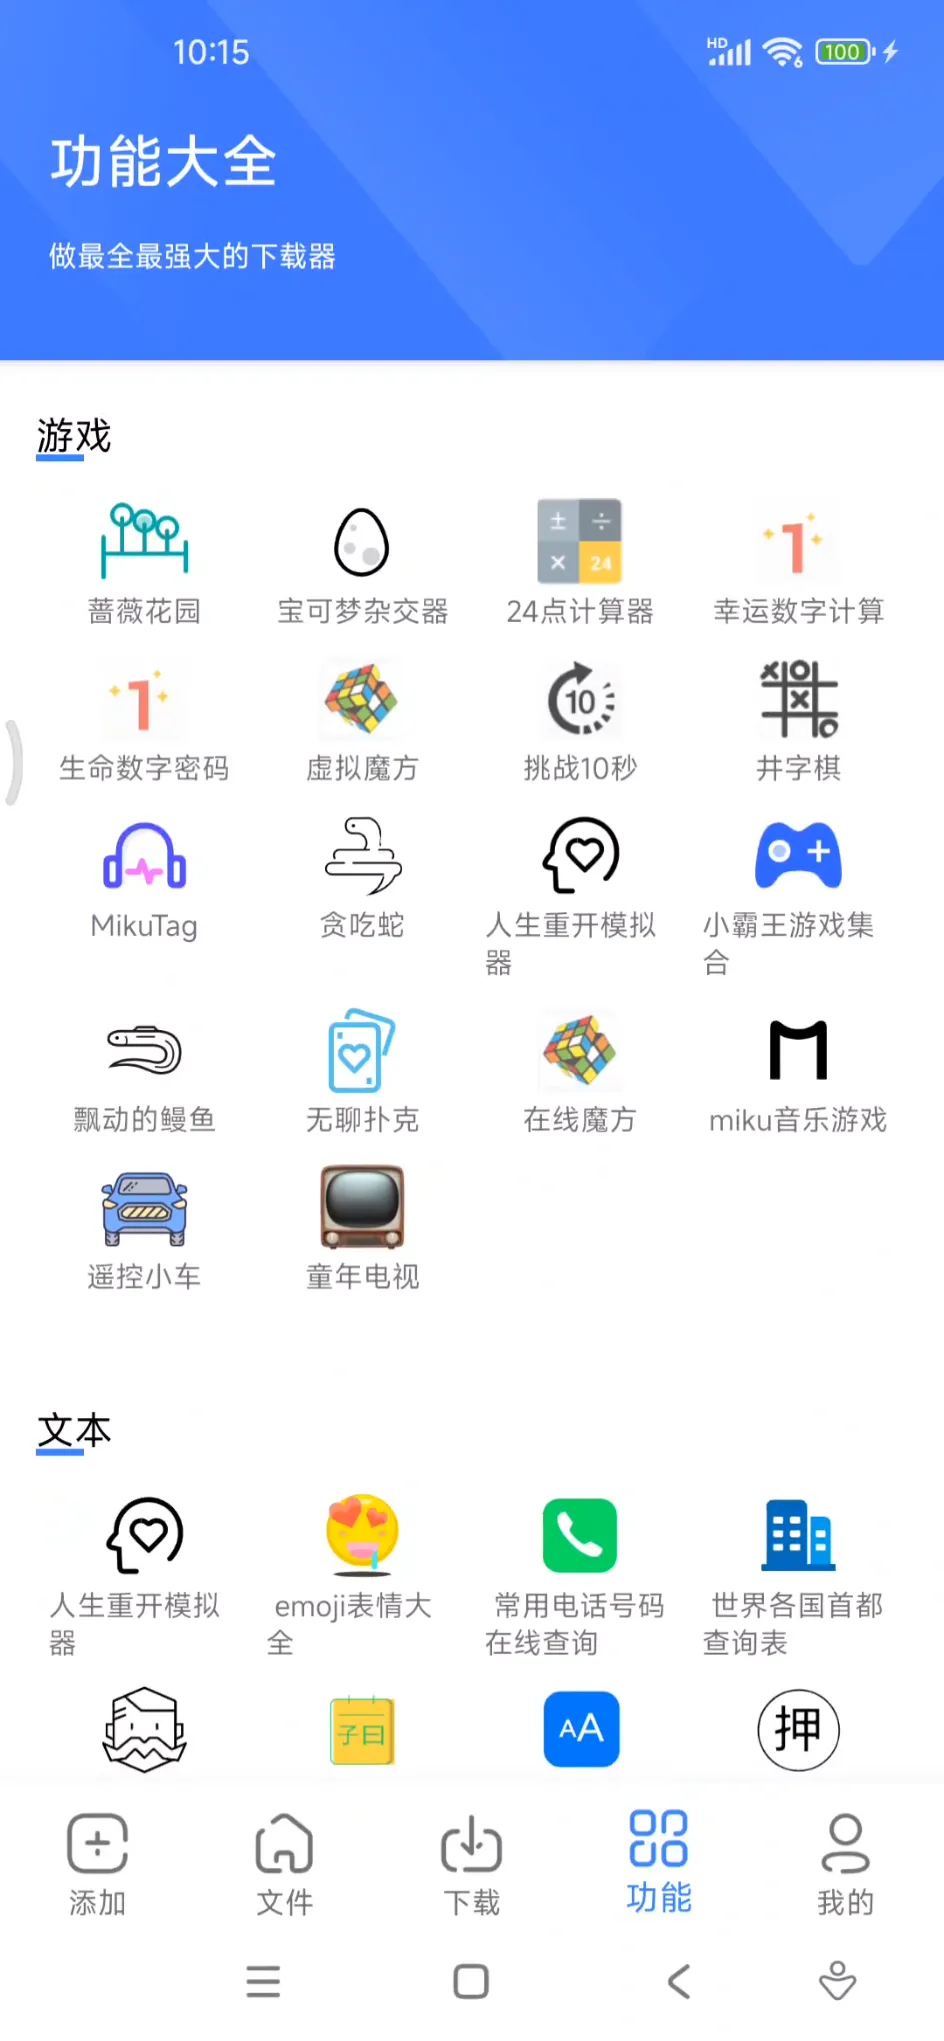 10:15
HD
6
100
功能大全
做最全最强大的下载器
游戏
蔷薇花园
宝可梦杂交器
24
24点计算器
1
幸运数字计算
1
生命数字密码
虚拟魔方
10
挑战10秒
井字棋
MikuTag
贪吃蛇
人生重开模拟
器
小霸王游戏集
合
飘动的鳗鱼
无聊扑克
在线魔方
miku音乐游戏
遥控小车
童年电视
文本
人生重开模拟
器
emoji表情大
全
常用电话号码
在线查询
世界各国首都
查询表
子曰
AA
押
添加
文件
下载
功能
我的